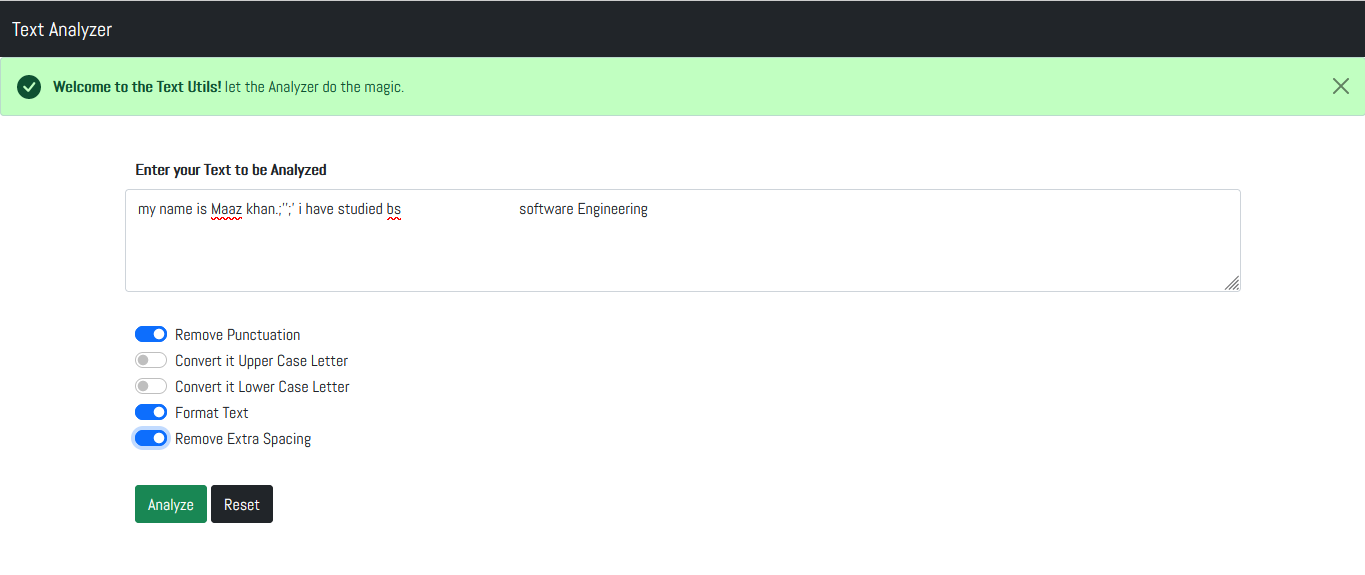 Text Analyzer
Welcome to the Text Utils! let the Analyzer do the magic.
Enter your Text to be Analyzed
my name is Maaz khan.;'';' i have studied bs software Engineering
Remove Punctuation
Convert it Upper Case Letter
Convert it Lower Case Letter
Format Text
Remove Extra Spacing
Analyze Reset